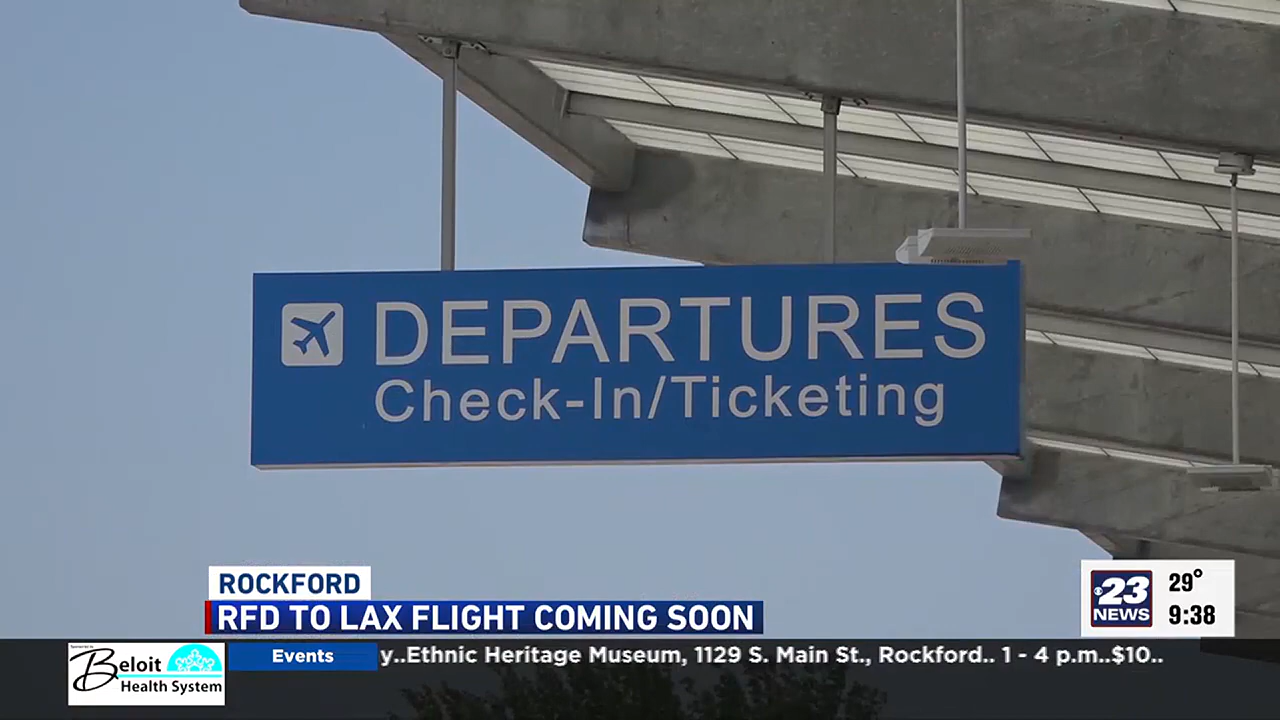 DEPARTURES
Check-In/Ticketing
ROCKFORD
RFD TO LAX FLIGHT COMING SOON
23
NEWS
29°
9:38
Beloit
Health System
Events
y..Ethnic Heritage Museum, 1129 S. Main St., Rockford.. 1 - 4 p.m..$10..